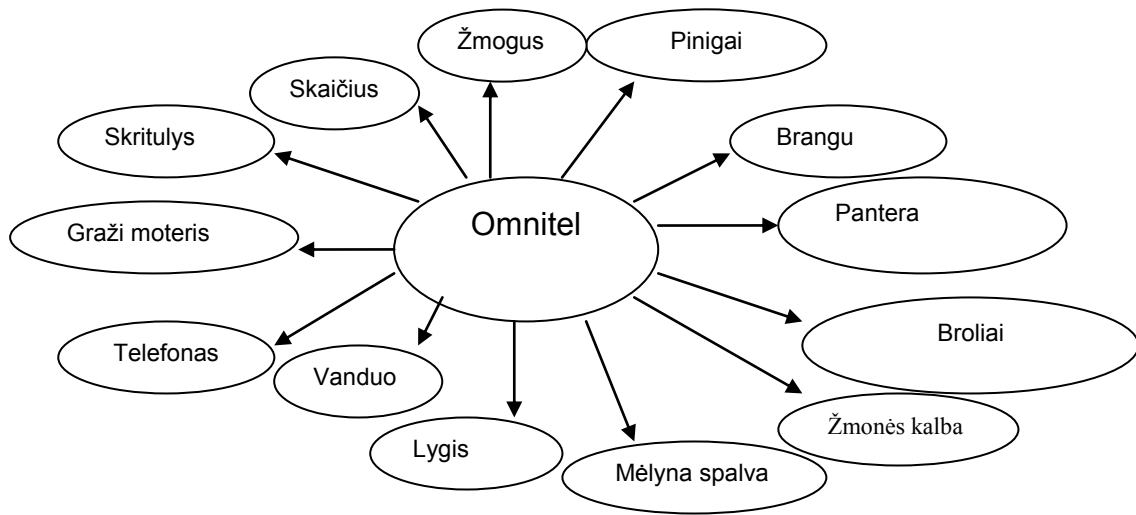 Žmogus
Pinigai
Skaičius
Skritulys
Brangu
Omnitel
Pantera
Graži moteris
Broliai
Telefonas
Vanduo
Žmonės kalba
Lygis
Mėlyna spalva